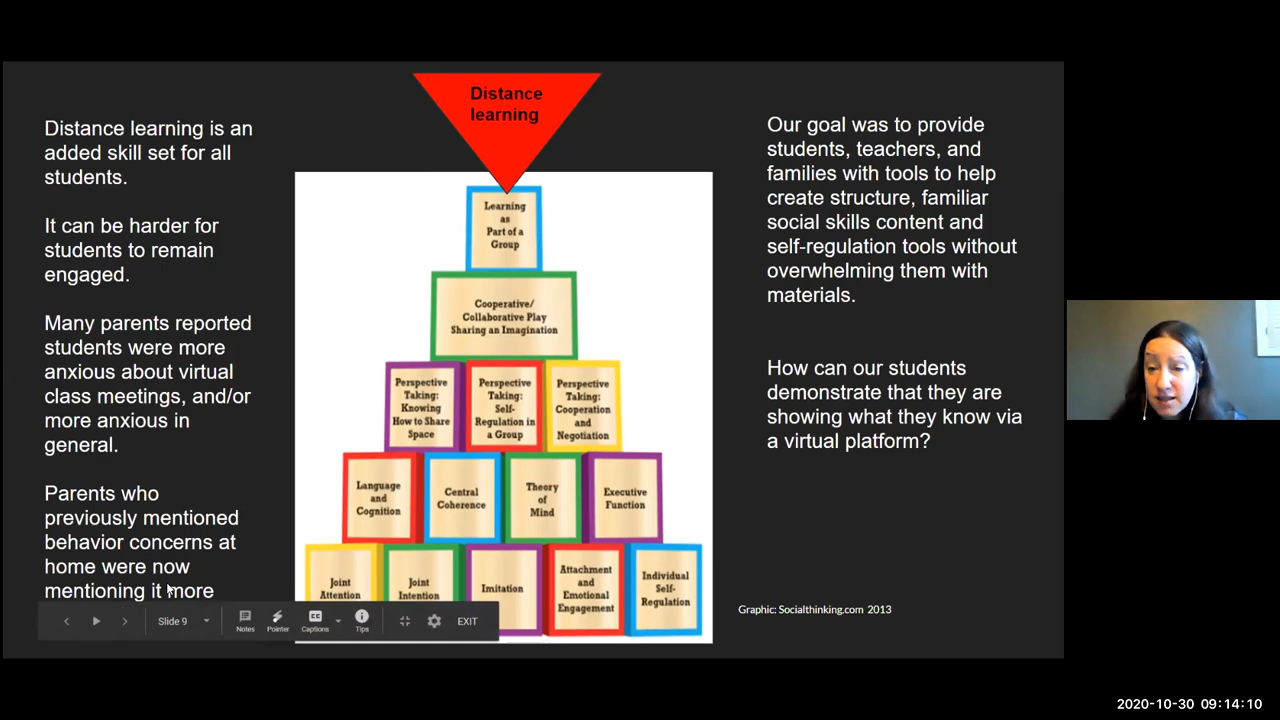 Distance
learning
Distance learning is an
added skill set for all
students.
It can be harder for
students to remain
engaged.
Many parents reported
students were more
anxious about virtual
class meetings, and/or
more anxious in
general.
Parents who
previously mentioned
behavior concerns at
home were now
mentioning it more
Learning
as
Part of a
Group
Cooperative/
Collaborative Play
Sharing an Imagination
Perspective
Taking:
Knowing
How to Share
Space
Perspective
Taking:
Self-
Regulation in
a Group
Perspective
Taking:
Cooperation
and
Negotiation
Language
and
Cognition
Central
Coherence
Theory
of
Mind
Executive
Function
Joint
Attention
Joint
Intention
Imitation
Attachment
and
Emotional
Engagement
Individual
Self-
Regulation
Our goal was to provide
students, teachers, and
families with tools to help
create structure, familiar
social skills content and
self-regulation tools without
overwhelming them with
materials.
How can our students
demonstrate that they are
showing what they know via
a virtual platform?
Graphic: Socialthinking.com 2013
Slide 9
Notes
Pointer
CC
Captions
Tips
EXIT
2020-10-30 09:14:10